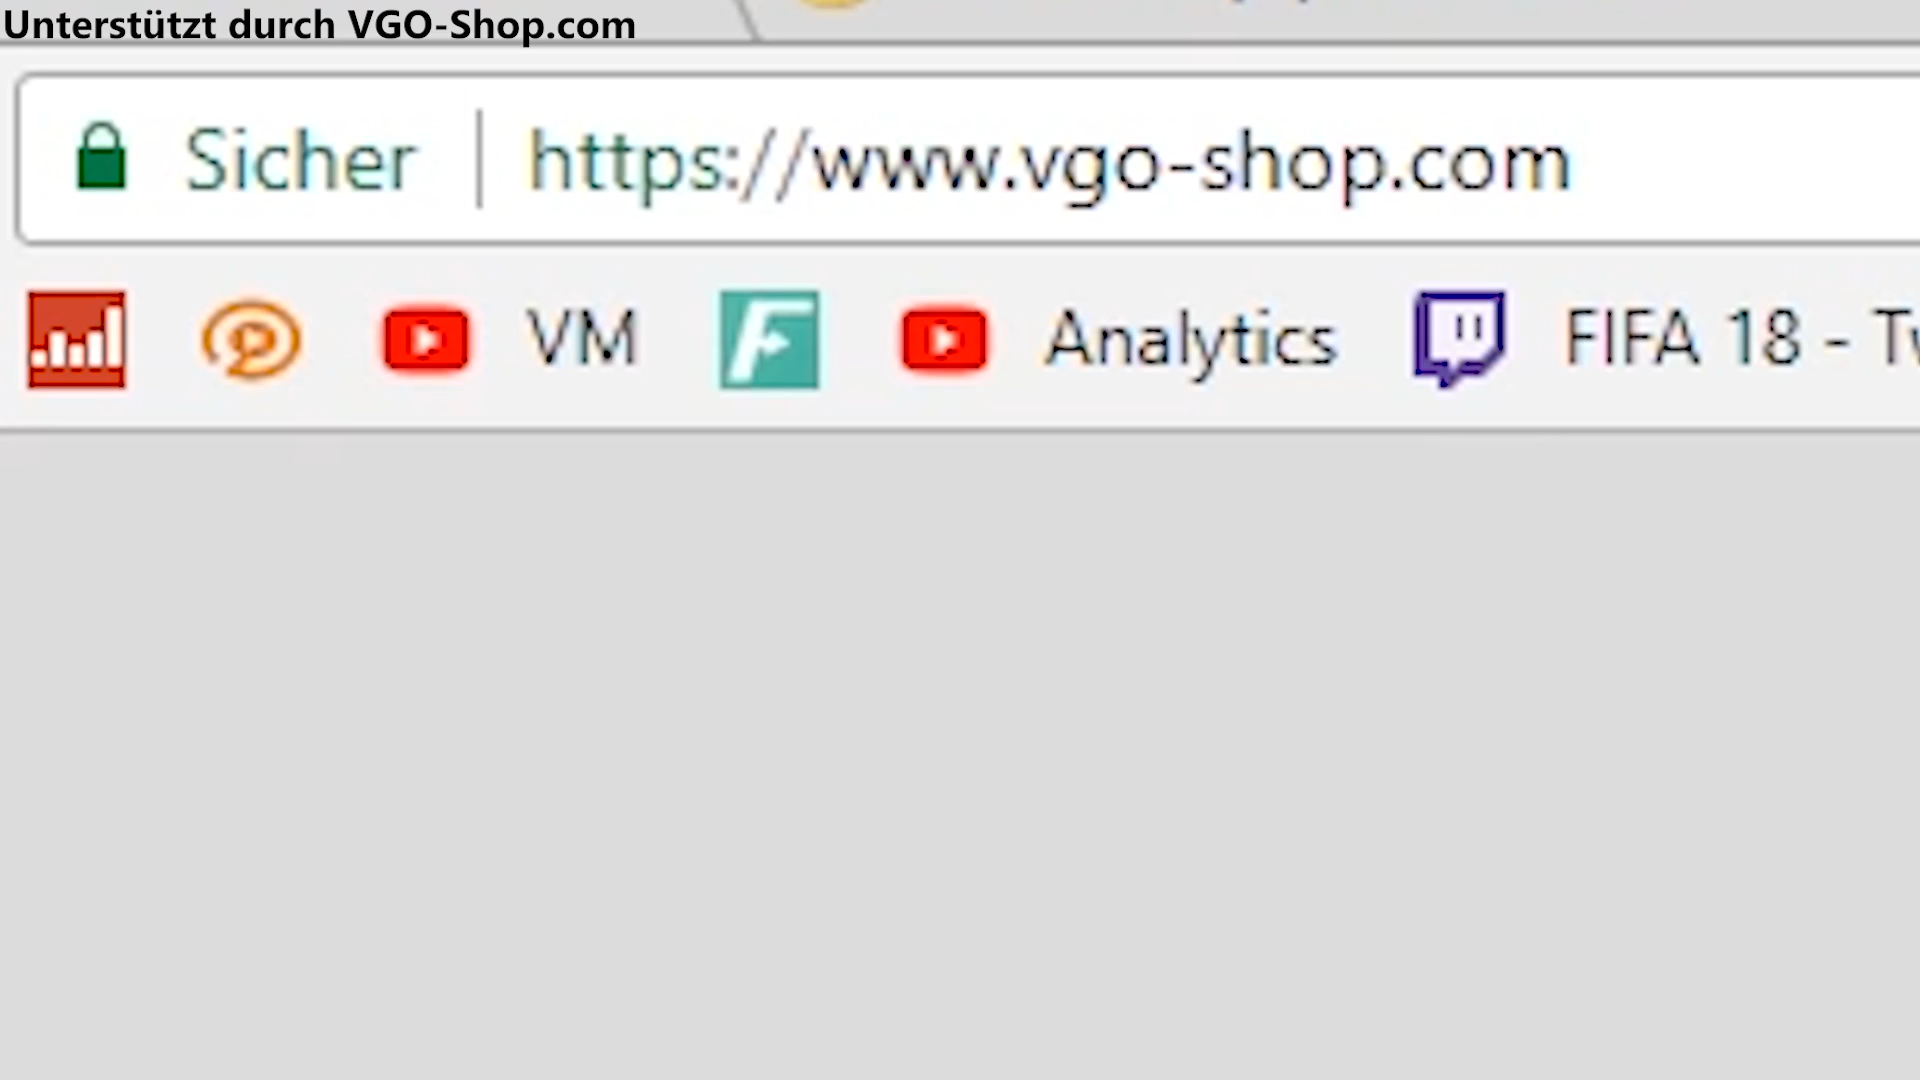 Unterstützt durch VGO-Shop.com
Sicher | https://www.vgo-shop.com
VM Analytics FIFA 18 -